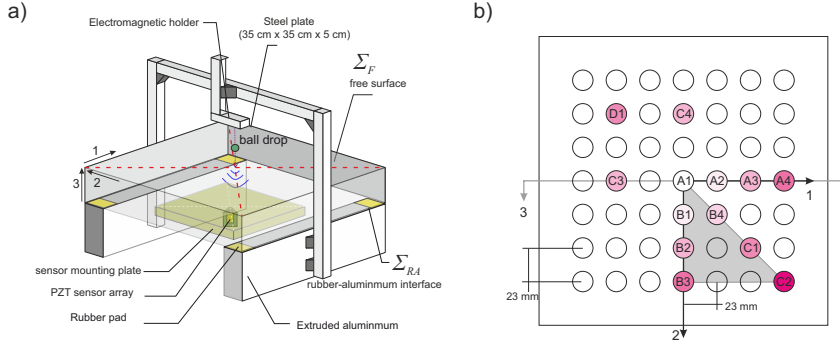 a)
Electromagnetic holder
Steel plate
(35 cm x 35 cm x 5 cm)
Σ_F
free surface
ball drop
1
2
3
sensor mounting plate
PZT sensor array
Rubber pad
Extruded aluminmum
Σ_RA
rubber-aluminmum interface
b)
D1 C4
C3 A1 A2 A3 A4
1
3
B1 B4
B2 C1
B3 C2
23 mm
23 mm
2